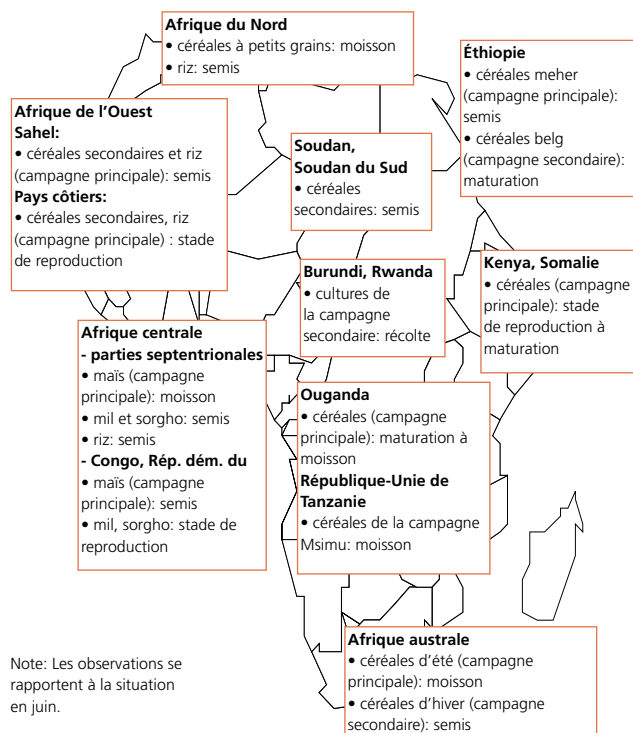 Afrique du Nord
• céréales à petits grains: moisson
• riz: semis
Éthiopie
• céréales meher
(campagne principale):
semis
• céréales belg
(campagne secondaire):
maturation
Afrique de l'Ouest
Sahel:
• céréales secondaires et riz
(campagne principale): semis
Pays côtiers:
• céréales secondaires, riz
(campagne principale) : stade
de reproduction
Soudan,
Soudan du Sud
• céréales
secondaires: semis
Burundi, Rwanda
• cultures de
la campagne
secondaire: récolte
Kenya, Somalie
• céréales (campagne
principale): stade
de reproduction à
maturation
Afrique centrale
- parties septentrionales
• maïs (campagne
principale): moisson
• mil et sorgho: semis
• riz: semis
- Congo, Rép. dém. du
• maïs (campagne
principale): semis
• mil, sorgho: stade de
reproduction
Ouganda
• céréales (campagne
principale): maturation à
moisson
République-Unie de
Tanzanie
• céréales de la campagne
Msimu: moisson
Afrique australe
• céréales d'été (campagne
principale): moisson
• céréales d'hiver (campagne
secondaire): semis
Note: Les observations se
rapportent à la situation
en juin.